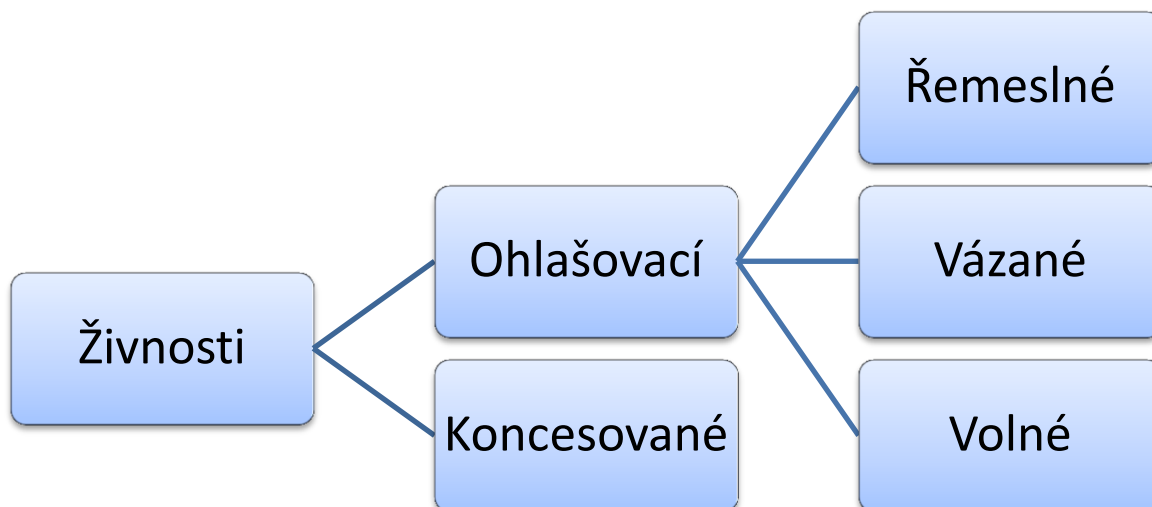 Živnosti
Ohlašovací
Koncesované
Řemeslné
Vázané
Volné